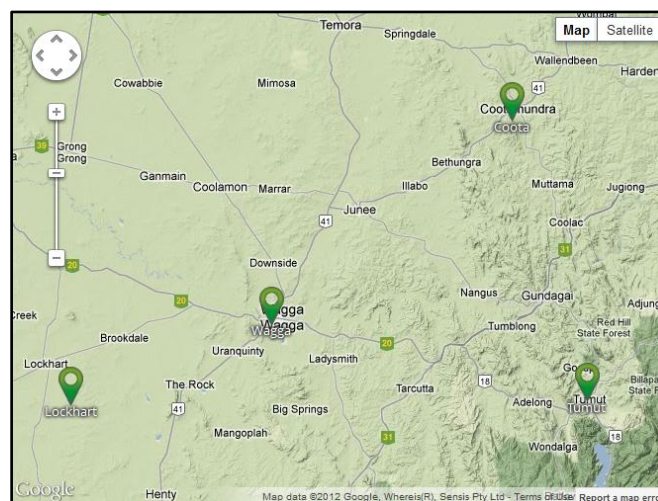 Temora
Springdale
Map
Satellite
Wallendbeen
Harden
Cowabbie
Mimosa
41
Coota
39
Grong
Grong
Bethungra
Ganmain
Coolamon
Marrar
Illabo
Muttama
Jugiong
Junee
41
Coolac
31
Downside
20
20
Nangus
Gundagai
Wagga
Wagga
Wagga
Creek
Brookdale
Tumblong
Red Hill
State Forest
Uranquinty
20
Ladysmith
Lockhart
The Rock
Tarcutta
18
Lockhart
41
Big Springs
Adelong
Tumut
Tumut
Mangoplah
31
Wondalga
18
Henty
Google
Map data ©2012 Google, Whereis(R), Sensis Pty Ltd - Terms of Use
Report a map erro